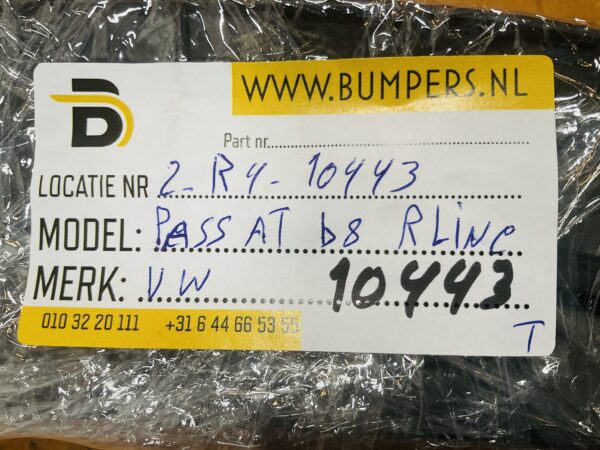 WWW.BUMPERS.NL
Part nr
LOCATIE NR 2-R4-10443
MODEL: PASSAT b8 RLiNe
MERK: VW 10443
010 32 20 111 +31 6 44 66 53 55
T